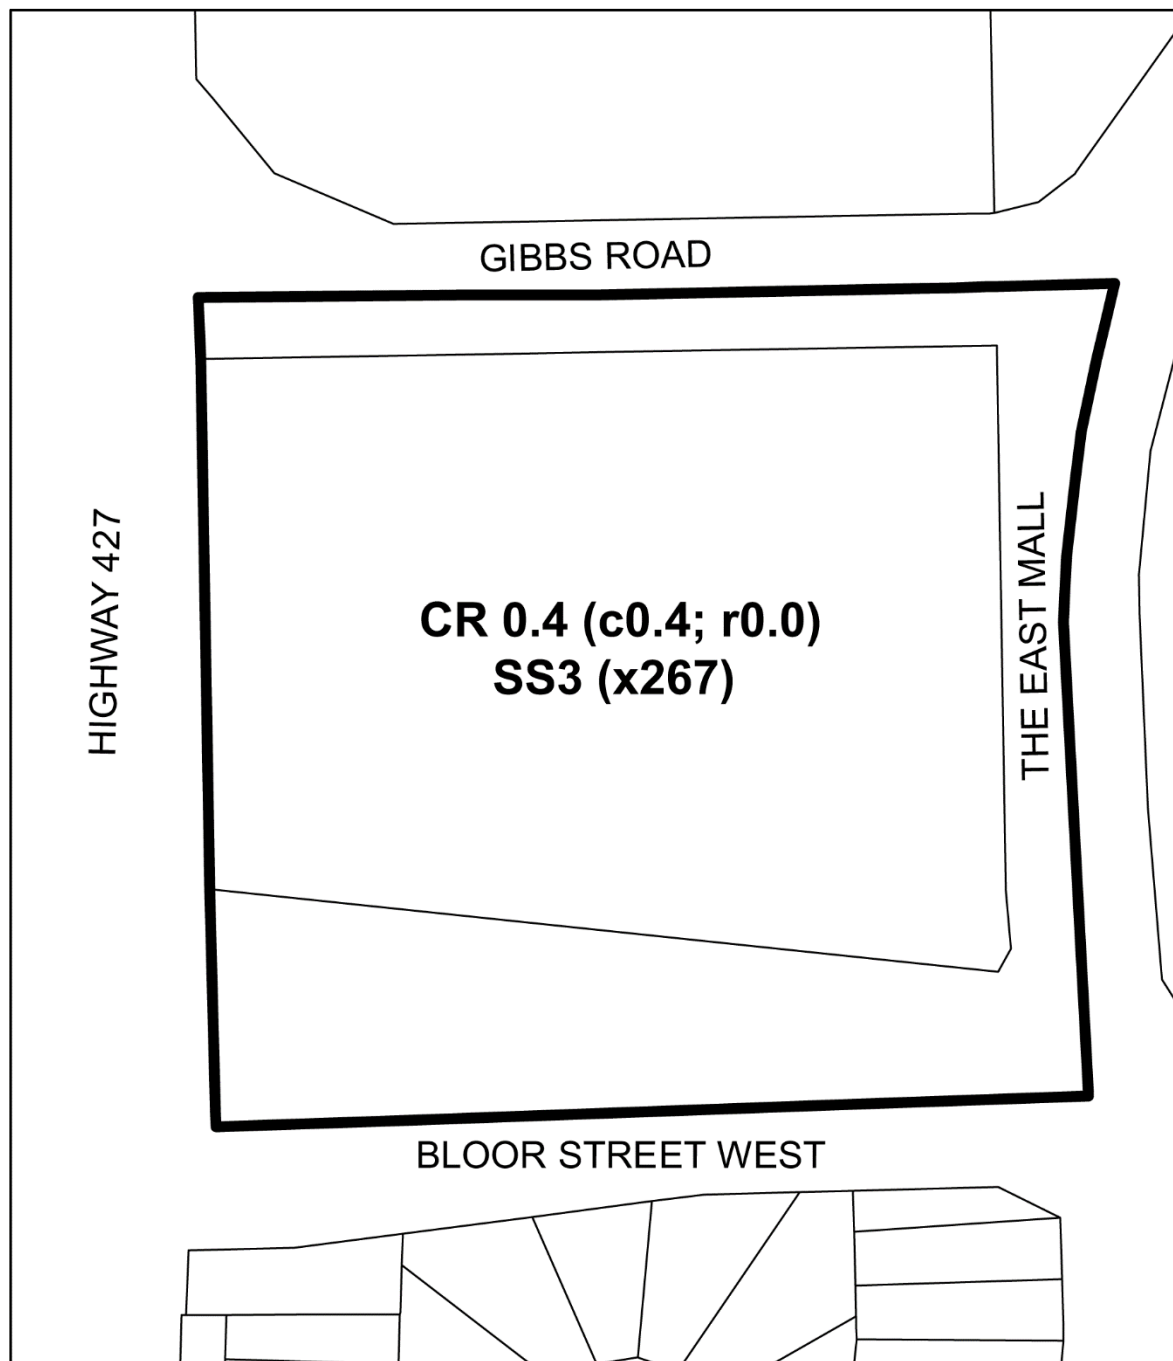 GIBBS ROAD
HIGHWAY 427
CR 0.4 (c0.4; r0.0)
SS3 (x267)
THE EAST MALL
BLOOR STREET WEST